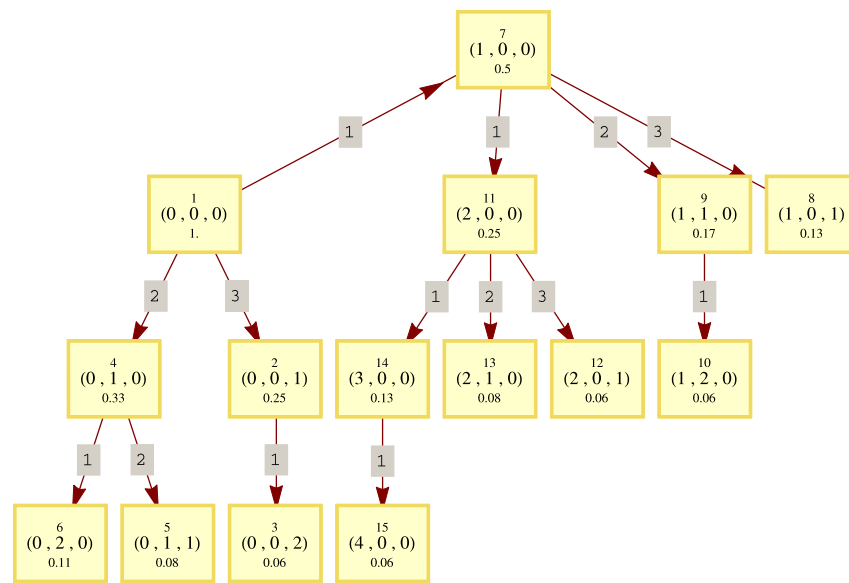 7
(1 , 0 , 0)
0.5
1
1
2
3
1
(0 , 0 , 0)
1.
11
(2 , 0 , 0)
0.25
9
(1 , 1 , 0)
0.17
8
(1 , 0 , 1)
0.13
2
3
1
2
3
1
4
(0 , 1 , 0)
0.33
2
(0 , 0 , 1)
0.25
14
(3 , 0 , 0)
0.13
13
(2 , 1 , 0)
0.08
12
(2 , 0 , 1)
0.06
10
(1 , 2 , 0)
0.06
1
2
1
1
6
(0 , 2 , 0)
0.11
5
(0 , 1 , 1)
0.08
3
(0 , 0 , 2)
0.06
15
(4 , 0 , 0)
0.06